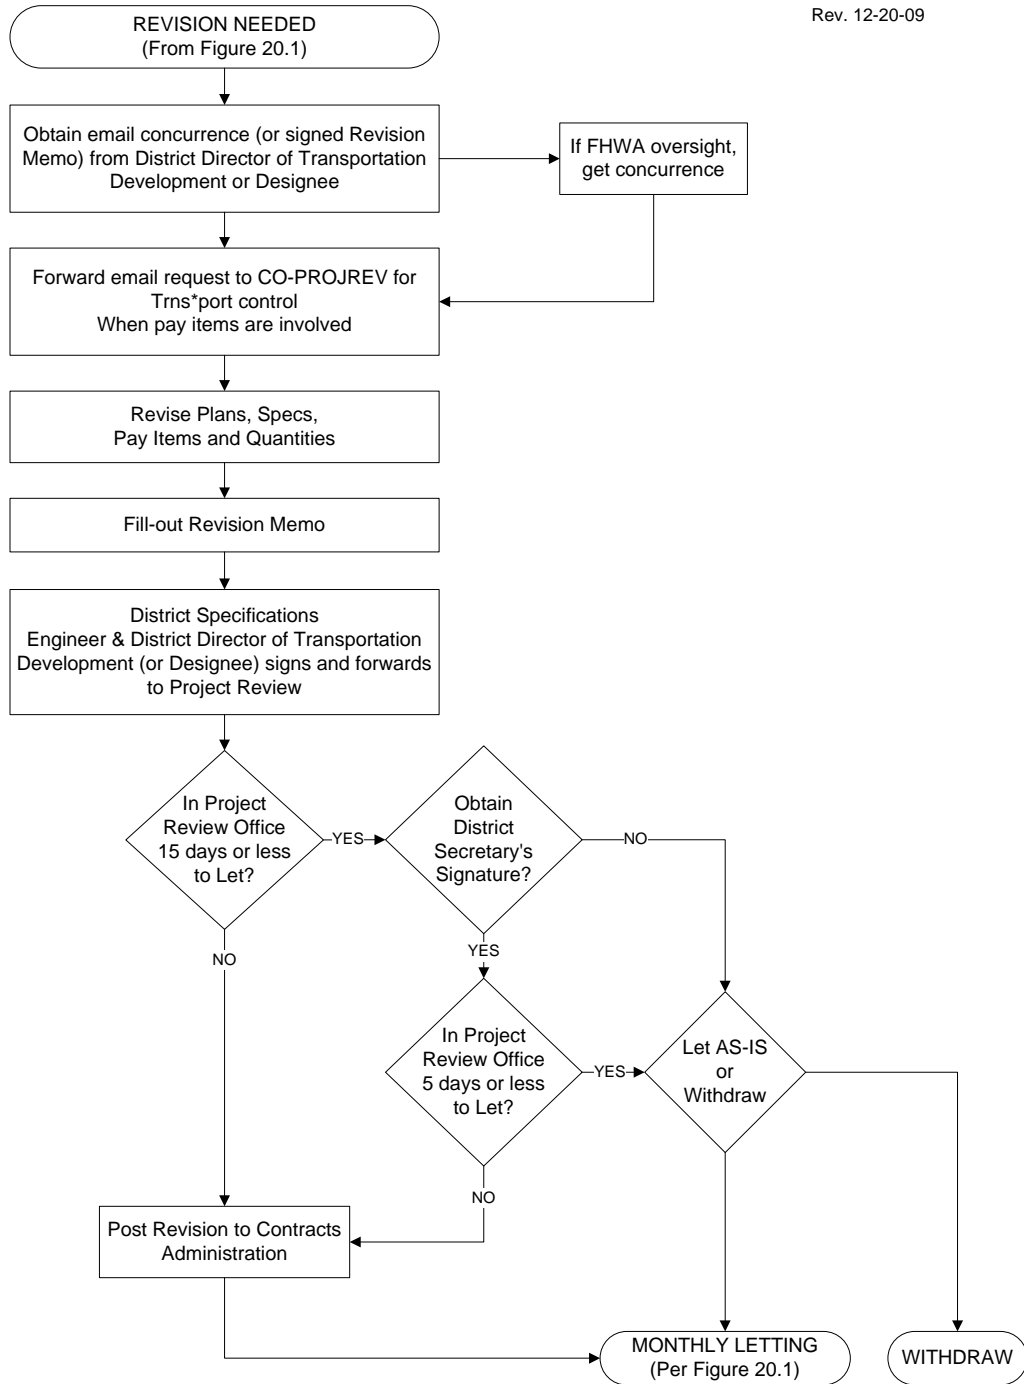 Rev. 12-20-09
REVISION NEEDED
(From Figure 20.1)
Obtain email concurrence (or signed Revision
Memo) from District Director of Transportation
Development or Designee
If FHWA oversight,
get concurrence
Forward email request to CO-PROJREV for
Trns*port control
When pay items are involved
Revise Plans, Specs,
Pay Items and Quantities
Fill-out Revision Memo
District Specifications
Engineer & District Director of Transportation
Development (or Designee) signs and forwards
to Project Review
In Project
Review Office
15 days or less
to Let?
YES
Obtain
District
Secretary's
Signature?
NO
NO
YES
In Project
Review Office
5 days or less
to Let?
YES
Let AS-IS
or
Withdraw
NO
Post Revision to Contracts
Administration
MONTHLY LETTING
(Per Figure 20.1)
WITHDRAW